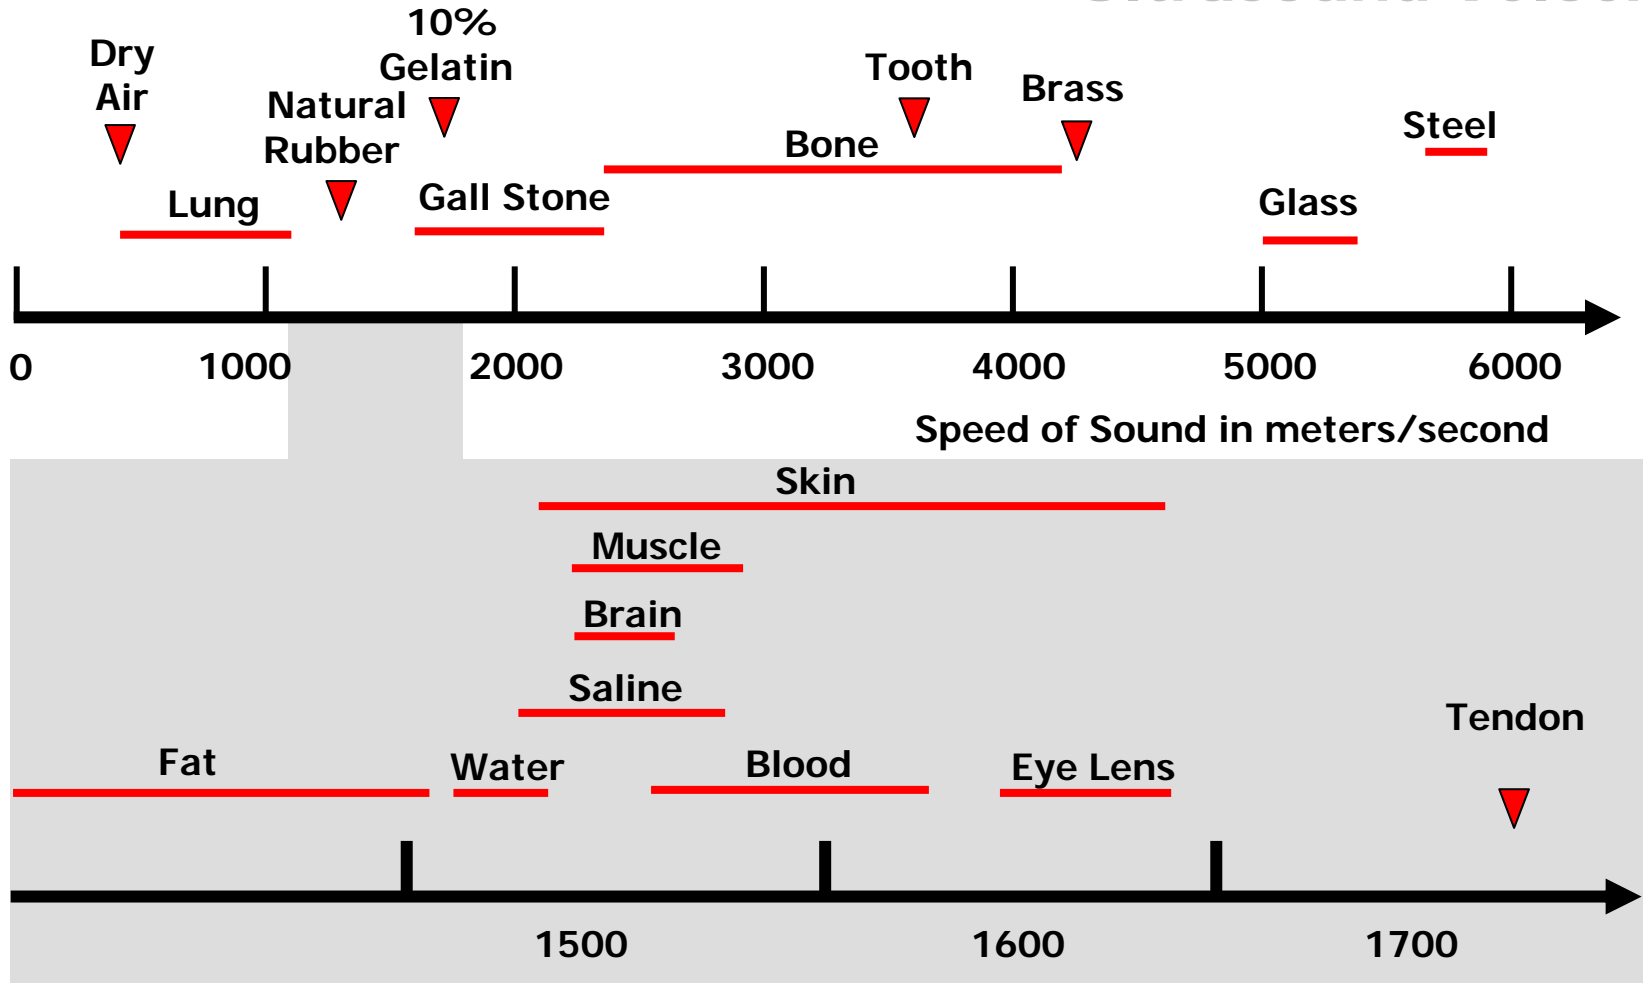 10%
Dry
Gelatin
Tooth
Brass
Air
Natural
Steel
Rubber
Bone
Lung
Gall Stone
Glass
0 1000 2000 3000 4000 5000 6000
Speed of Sound in meters/second
Skin
Muscle
Brain
Saline
Tendon
Fat
Water
Blood
Eye Lens
1500 1600 1700